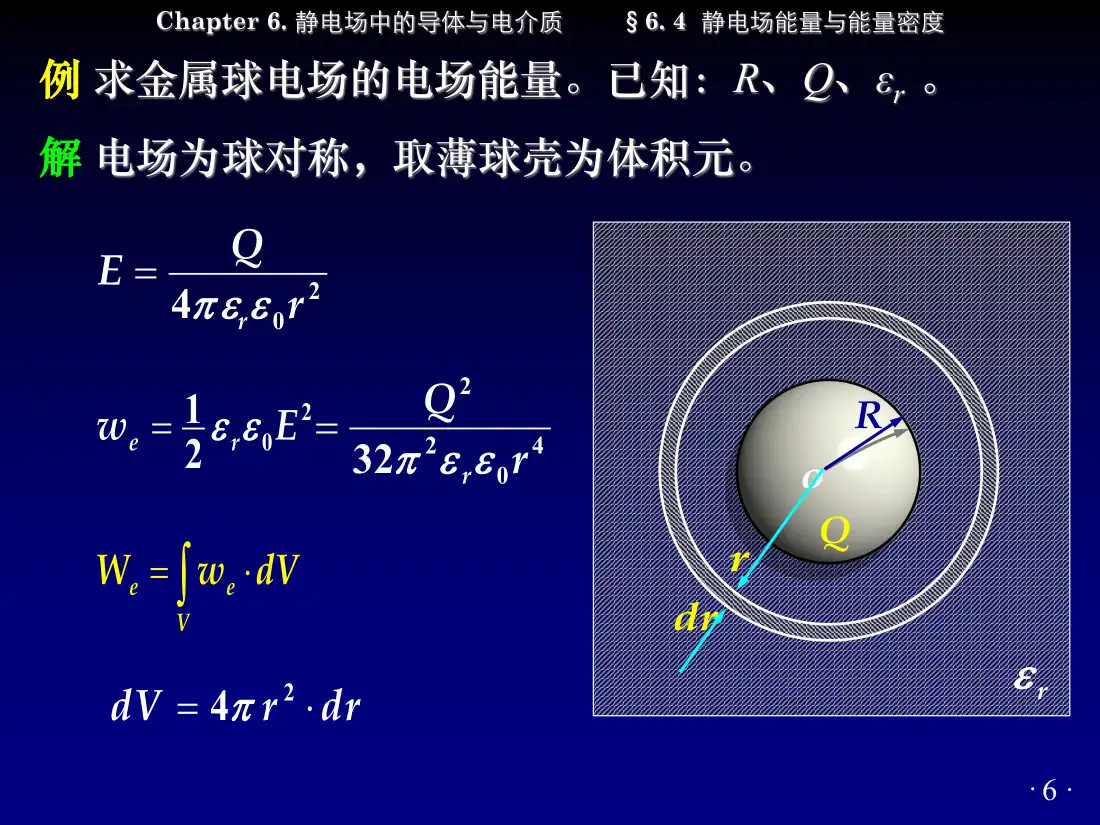 Chapter 6. 静电场中的导体与电介质 §6. 4 静电场能量与能量密度
例 求金属球电场的电场能量。已知：R、Q、εr 。
解 电场为球对称，取薄球壳为体积元。
E = Q / 4πεrε0r²
we = 1/2 εrε0E² = Q² / 32π²εrε0r⁴
We = ∫V we · dV
dV = 4πr² · dr
R
o
Q
r
dr
εr
· 6 ·